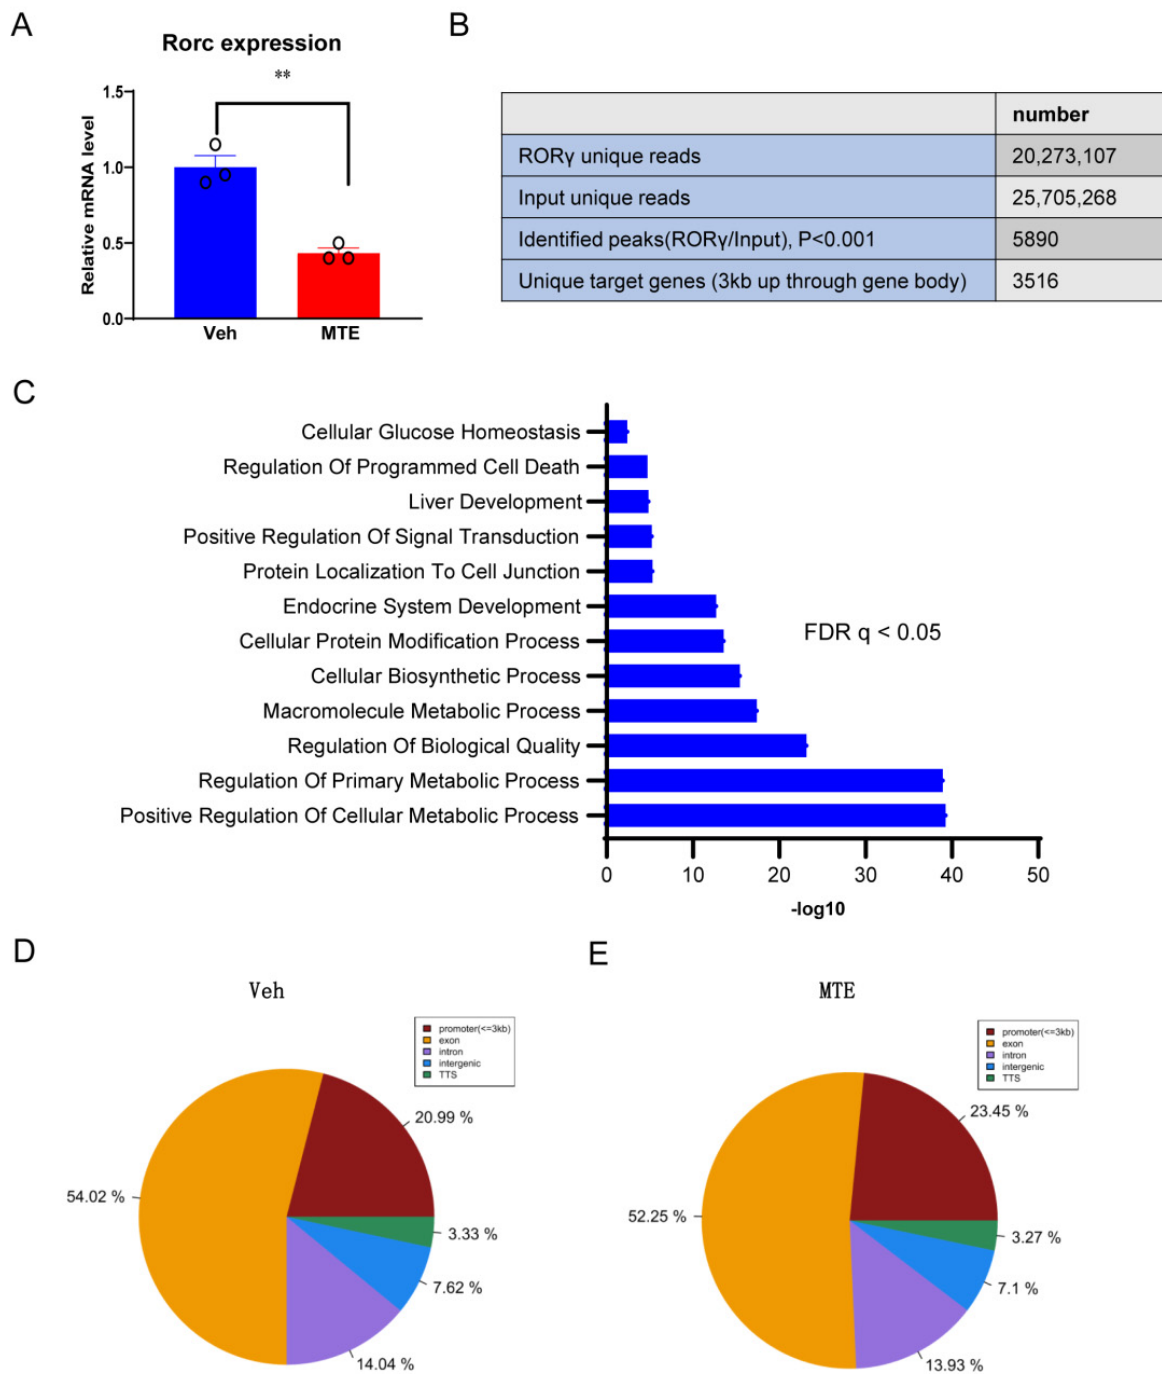 A
Rorc expression
**
Relative mRNA level
1.5
1.0
0.5
0.0
Veh
MTE
B
number
RORγ unique reads 20,273,107
Input unique reads 25,705,268
Identified peaks(RORγ/Input), P<0.001 5890
Unique target genes (3kb up through gene body) 3516
C
Cellular Glucose Homeostasis
Regulation Of Programmed Cell Death
Liver Development
Positive Regulation Of Signal Transduction
Protein Localization To Cell Junction
Endocrine System Development
Cellular Protein Modification Process
Cellular Biosynthetic Process
Macromolecule Metabolic Process
Regulation Of Biological Quality
Regulation Of Primary Metabolic Process
Positive Regulation Of Cellular Metabolic Process
FDR q < 0.05
0 10 20 30 40 50
-log10
D
Veh
promoter(<=3kb)
exon
intron
intergenic
TTS
20.99 %
54.02 %
3.33 %
7.62 %
14.04 %
E
MTE
promoter(<=3kb)
exon
intron
intergenic
TTS
23.45 %
52.25 %
3.27 %
7.1 %
13.93 %